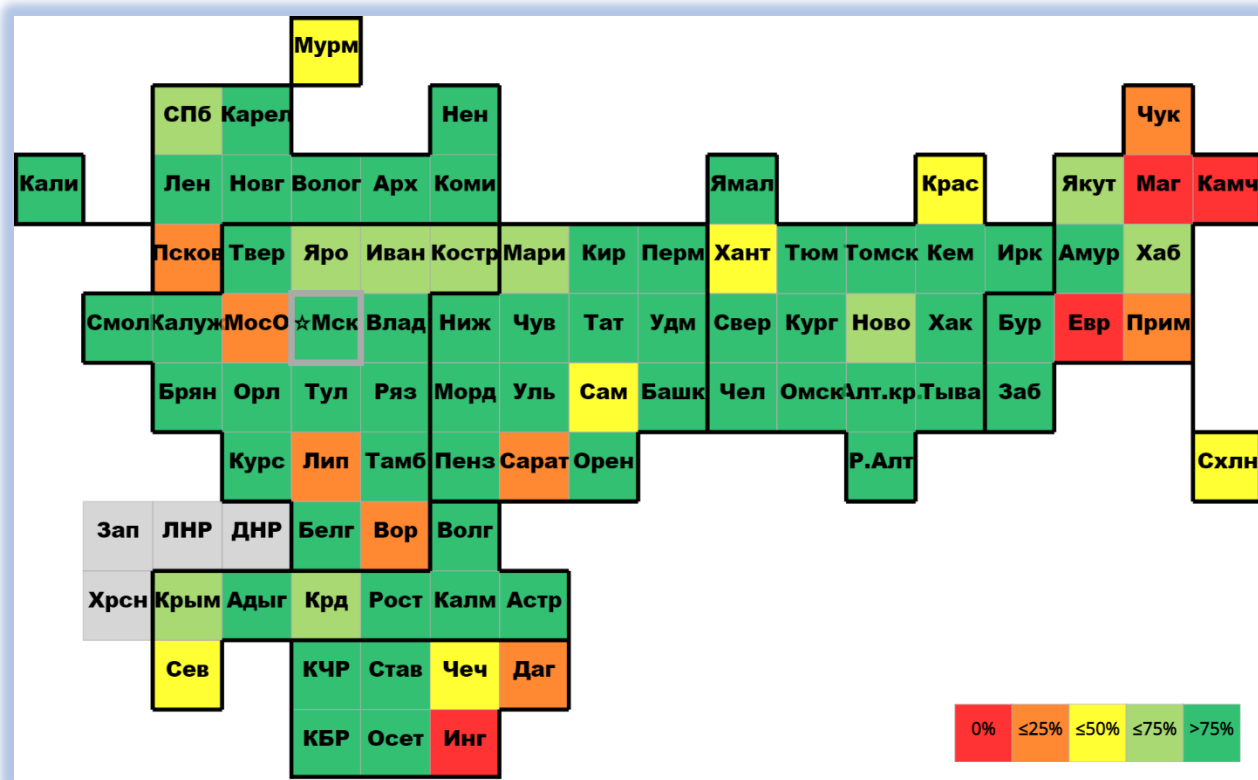 Мурм
СПб Карел Нен Чук
Кали Лен Новг Волог Арх Коми Ямал Крас Якут Маг Камч
Псков Твер Яро Иван Костр Мари Кир Перм Хант Тюм Томск Кем Ирк Амур Хаб
Смол Калуж МосО ☆Мск Влад Ниж Чув Тат Удм Свер Кург Ново Хак Бур Евр Прим
Брян Орл Тул Ряз Морд Уль Сам Башк Чел Омск Алт.кр. Тыва Заб
Курс Лип Тамб Пенз Сарат Орен Р.Алт Схлн
Зап ЛНР ДНР Белг Вор Волг
Хрсн Крым Адыг Крд Рост Калм Астр
Сев КЧР Став Чеч Даг
КБР Осет Инг
0% ≤25% ≤50% ≤75% >75%